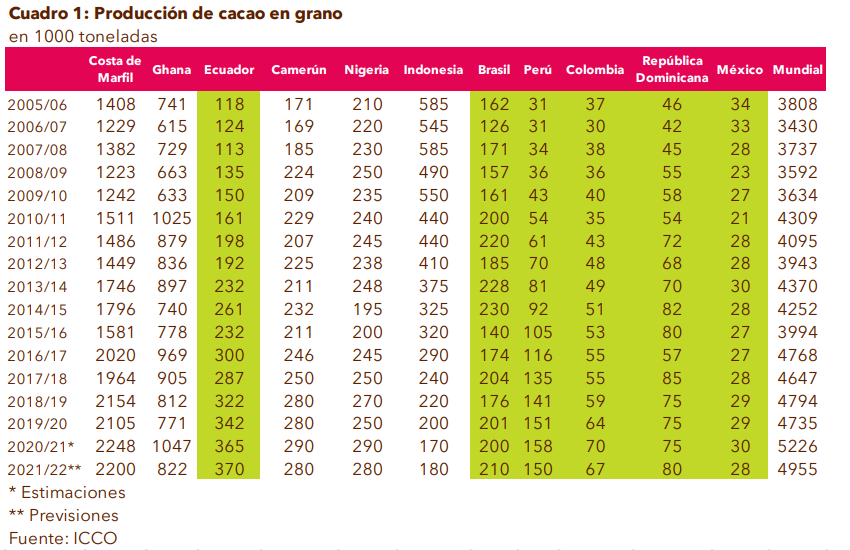 Cuadro 1: Producción de cacao en grano
en 1000 toneladas
Costa de Marfil Ghana Ecuador Camerún Nigeria Indonesia Brasil Perú Colombia República Dominicana México Mundial
2005/06 1408 741 118 171 210 585 162 31 37 46 34 3808
2006/07 1229 615 124 169 220 545 126 31 30 42 33 3430
2007/08 1382 729 113 185 230 585 171 34 38 45 28 3737
2008/09 1223 663 135 224 250 490 157 36 36 55 23 3592
2009/10 1242 633 150 209 235 550 161 43 40 58 27 3634
2010/11 1511 1025 161 229 240 440 200 54 35 54 21 4309
2011/12 1486 879 198 207 245 440 220 61 43 72 28 4095
2012/13 1449 836 192 225 238 410 185 70 48 68 28 3943
2013/14 1746 897 232 211 248 375 228 81 49 70 30 4370
2014/15 1796 740 261 232 195 325 230 92 51 82 28 4252
2015/16 1581 778 232 211 200 320 140 105 53 80 27 3994
2016/17 2020 969 300 246 245 290 174 116 55 57 27 4768
2017/18 1964 905 287 250 250 240 204 135 55 85 28 4647
2018/19 2154 812 322 280 270 220 176 141 59 75 29 4794
2019/20 2105 771 342 280 250 200 201 151 64 75 29 4735
2020/21* 2248 1047 365 290 290 170 200 158 70 75 30 5226
2021/22** 2200 822 370 280 280 180 210 150 67 80 28 4955
* Estimaciones
** Previsiones
Fuente: ICCO